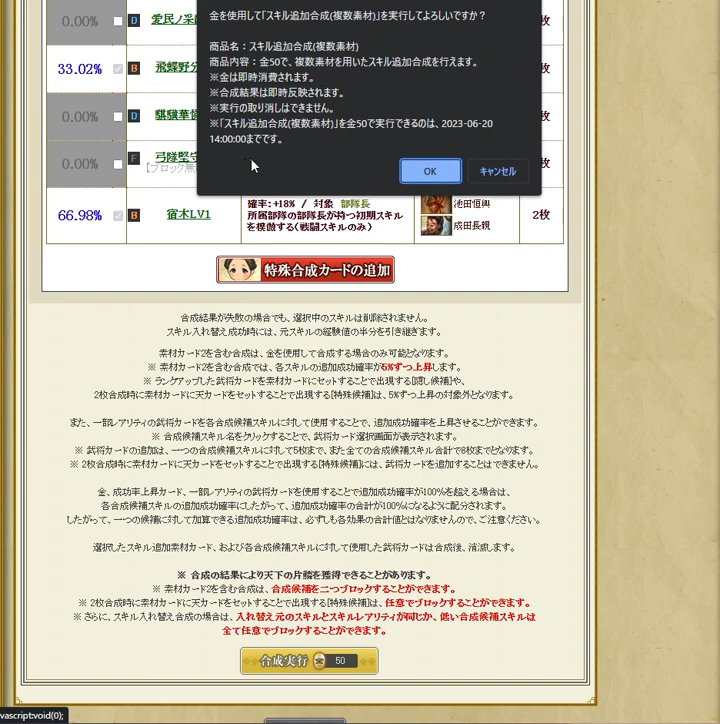 金を使用して「スキル追加合成(複数素材)」を実行してよろしいですか？
商品名：スキル追加合成(複数素材)
商品内容：金50で、複数素材を用いたスキル追加合成を行えます。
※金は即時消費されます。
※合成結果は即時反映されます。
※実行の取り消しはできません。
※「スキル追加合成(複数素材)」を金50で実行できるのは、2023-06-20
14:00:00までです。
OK キャンセル
0.00% D 愛民ノ采 枚
33.02% B 飛蝶野分 枚
0.00% D 騏驥華 枚
0.00% F 弓隊堅守 枚
【ブロック無
66.98% B 宿木LV1 確率：+18% / 対象 部隊長
所属部隊の部隊長が持つ初期スキル
を模倣する(戦闘スキルのみ)
池田恒興
成田長親
2枚
特殊合成カードの追加
合成結果が失敗の場合でも、選択中のスキルは削除されません。
スキル入れ替え成功時には、元スキルの経験値の半分を引き継ぎます。
素材カード2を含む合成は、金を使用して合成する場合のみ可能となります。
※ 素材カード2を含む合成では、各スキルの追加成功確率が5%ずつ上昇します。
※ ランクアップした武将カードを素材カードにセットすることで出現する[隠し候補]や、
2枚合成時に素材カードに天カードをセットすることで出現する[特殊候補]は、5%ずつ上昇の対象外となります。
また、一部レアリティの武将カードを各合成候補スキルに対して使用することで、追加成功確率を上昇させることができます。
※ 合成候補スキル名をクリックすることで、武将カード選択画面が表示されます。
※ 武将カードの追加は、一つの合成候補スキルに対して5枚まで、また全ての合成候補スキル合計で8枚までとなります。
※ 2枚合成時に素材カードに天カードをセットすることで出現する[特殊候補]には、武将カードを追加することはできません。
金、成功率上昇カード、一部レアリティの武将カードを使用することで追加成功確率が100%を超える場合は、
各合成候補スキルの追加成功確率にしたがって、追加成功確率の合計が100%になるように配分されます。
したがって、一つの候補に対して加算できる追加成功確率は、必ずしも各効果の合計値とはなりませんので、ご注意ください。
選択したスキル追加素材カード、および各合成候補スキルに対して使用した武将カードは合成後、消滅します。
※ 合成の結果により天下の片鱗を獲得できることがあります。
※ 素材カード2を含む合成は、合成候補を二つブロックすることができます。
※ 2枚合成時に素材カードに天カードをセットすることで出現する[特殊候補]は、任意でブロックすることができます。
※ さらに、スキル入れ替え合成の場合は、入れ替え元のスキルとスキルレアリティが同じか、低い合成候補スキルは
全て任意でブロックすることができます。
合成実行 50
vascript:void(0);